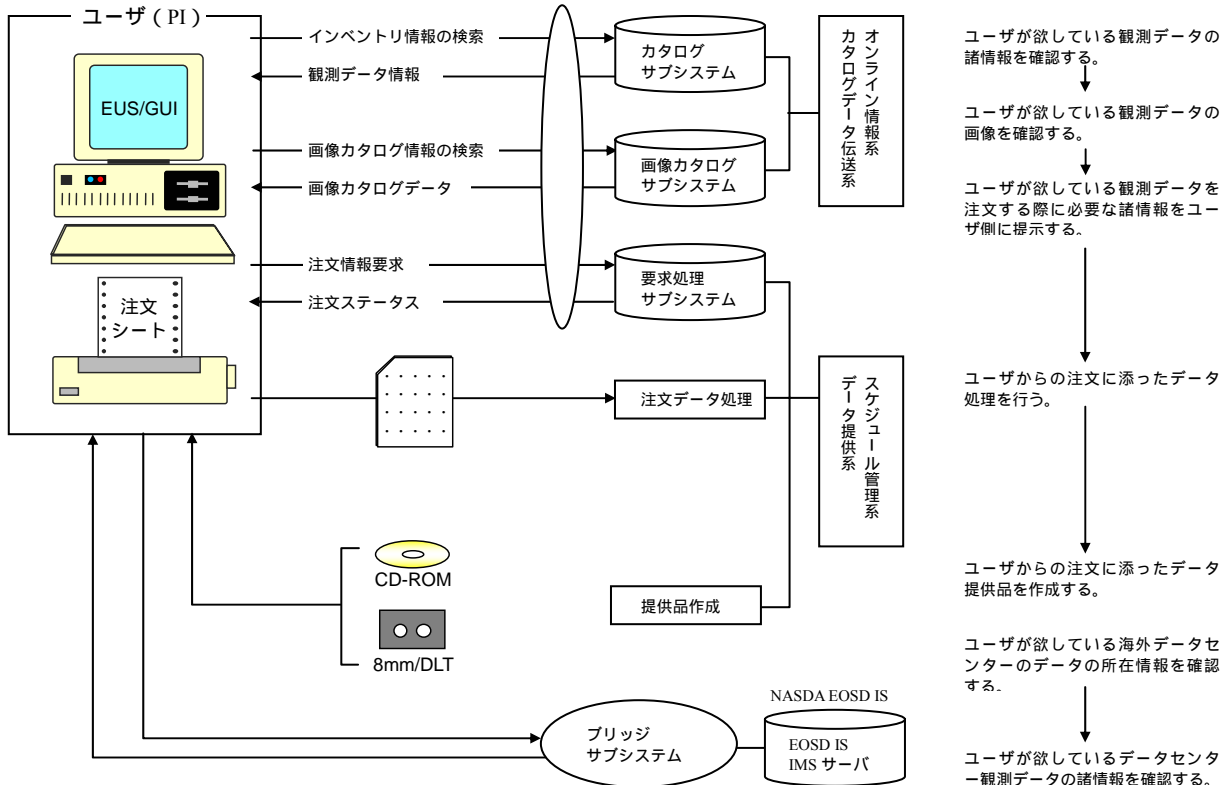 ユーザ（PI）
EUS/GUI
注文
シート
インベントリ情報の検索
観測データ情報
画像カタログ情報の検索
画像カタログデータ
注文情報要求
注文ステータス
カタログ
サブシステム
画像カタログ
サブシステム
要求処理
サブシステム
注文データ処理
提供品作成
オンライン情報系
カタログデータ伝送系
スケジュール管理系
データ提供系
CD-ROM
8mm/DLT
ブリッジ
サブシステム
NASDA EOSD IS
EOSD IS
IMS サーバ
ユーザが欲している観測データの
諸情報を確認する。
ユーザが欲している観測データの
画像を確認する。
ユーザが欲している観測データを
注文する際に必要な諸情報をユー
ザ側に提示する。
ユーザからの注文に添ったデータ
処理を行う。
ユーザからの注文に添ったデータ
提供品を作成する。
ユーザが欲している海外データセ
ンターのデータの所在情報を確認
する。
ユーザが欲しているデータセンタ
ー観測データの諸情報を確認する。